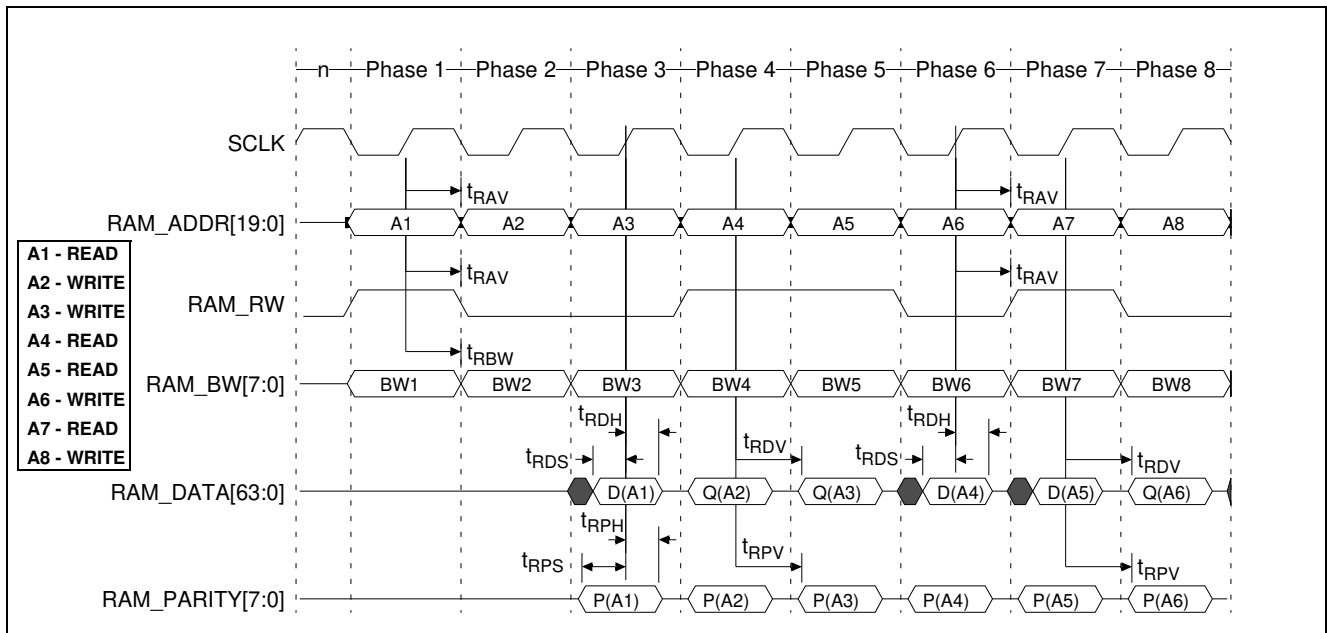 n Phase 1 Phase 2 Phase 3 Phase 4 Phase 5 Phase 6 Phase 7 Phase 8
SCLK
tRAV tRAV
RAM_ADDR[19:0] A1 A2 A3 A4 A5 A6 A7 A8
A1 - READ
A2 - WRITE
A3 - WRITE
A4 - READ
A5 - READ
A6 - WRITE
A7 - READ
A8 - WRITE
tRAV tRAV
RAM_RW
tRBW
RAM_BW[7:0] BW1 BW2 BW3 BW4 BW5 BW6 BW7 BW8
tRDH tRDV tRDH tRDV
tRDS tRDS
RAM_DATA[63:0] D(A1) Q(A2) Q(A3) D(A4) D(A5) Q(A6)
tRPH tRPV tRPV
tRPS
RAM_PARITY[7:0] P(A1) P(A2) P(A3) P(A4) P(A5) P(A6)